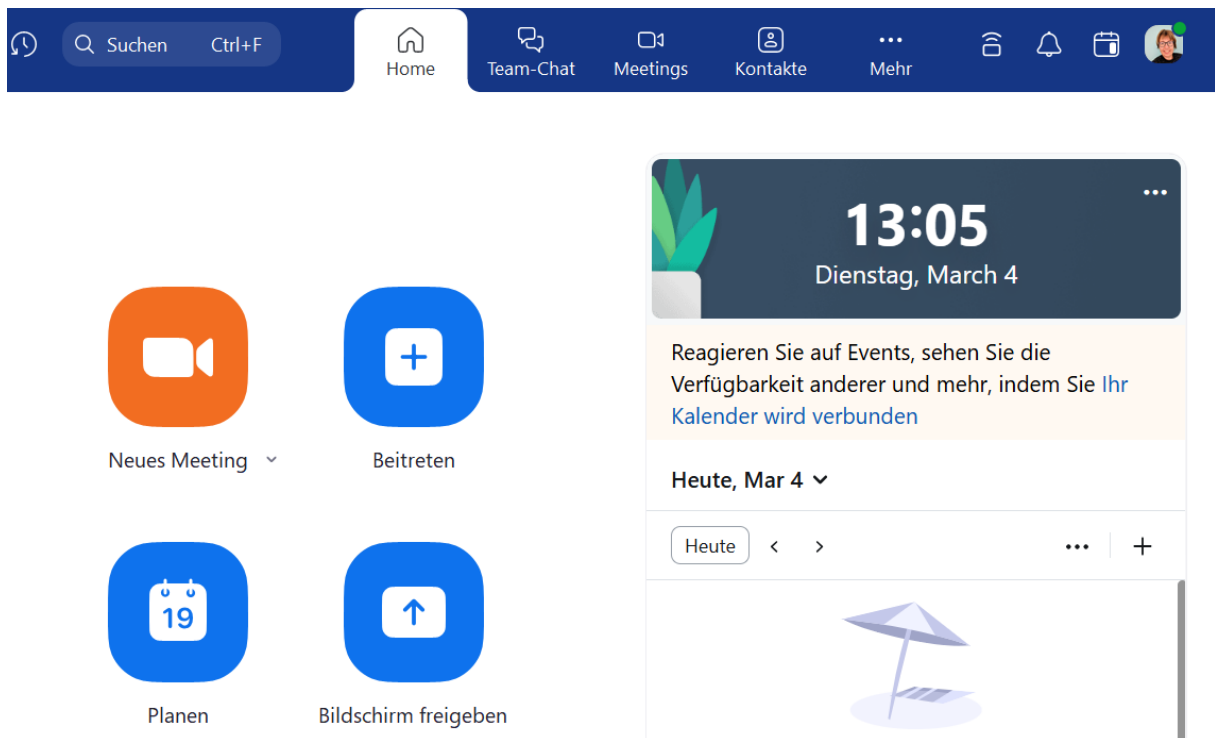 Suchen Ctrl+F
Home
Team-Chat
Meetings
Kontakte
Mehr
13:05
Dienstag, March 4
Reagieren Sie auf Events, sehen Sie die
Verfügbarkeit anderer und mehr, indem Sie Ihr
Kalender wird verbunden
Heute, Mar 4
Heute
Neues Meeting
Beitreten
19
Planen
Bildschirm freigeben